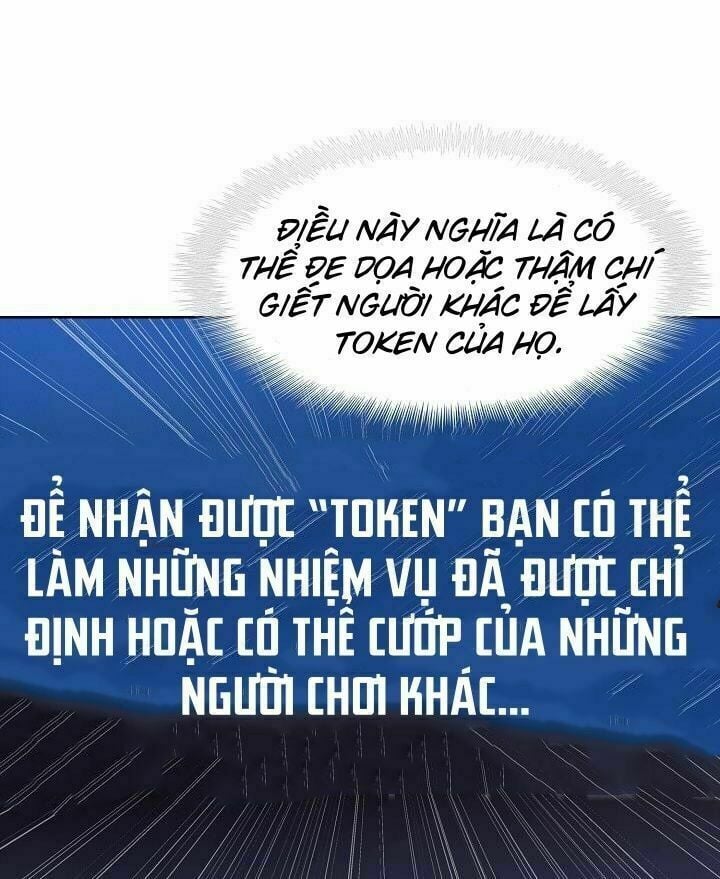 ĐIỀU NÀY NGHĨA LÀ CÓ
THỂ ĐE DỌA HOẶC THẬM CHÍ
GIẾT NGƯỜI KHÁC ĐỂ LẤY
TOKEN CỦA HỌ.
ĐỂ NHẬN ĐƯỢC “TOKEN” BẠN CÓ THỂ
LÀM NHỮNG NHIỆM VỤ ĐÃ ĐƯỢC CHỈ
ĐỊNH HOẶC CÓ THỂ CƯỚP CỦA NHỮNG
NGƯỜI CHƠI KHÁC...